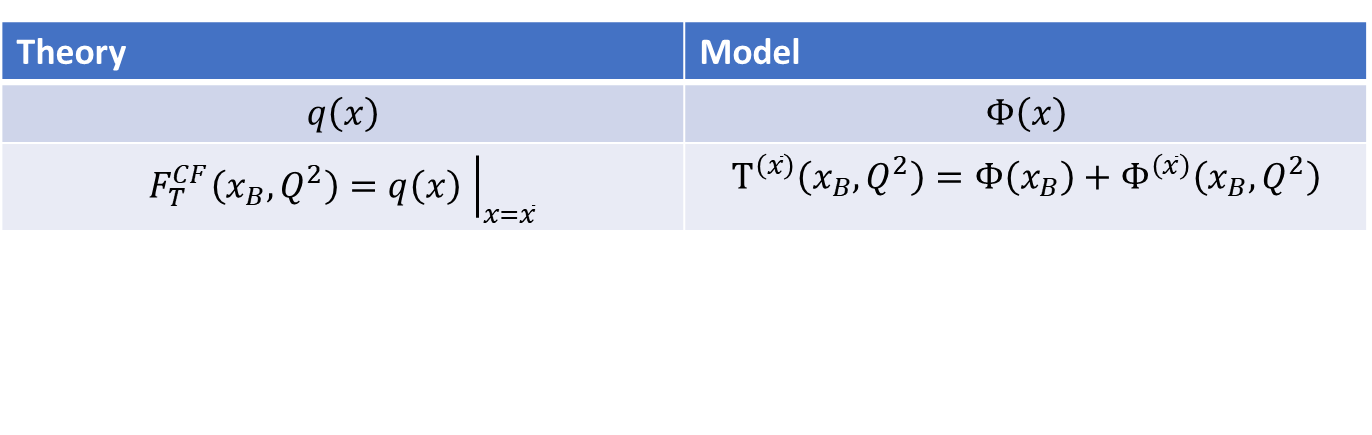 Theory
Model
q(x)
Φ(x)
F_T^{CF}(x_B, Q^2) = q(x) |_{x=ẋ}
T^{(ẋ)}(x_B, Q^2) = Φ(x_B) + Φ^{(ẋ)}(x_B, Q^2)